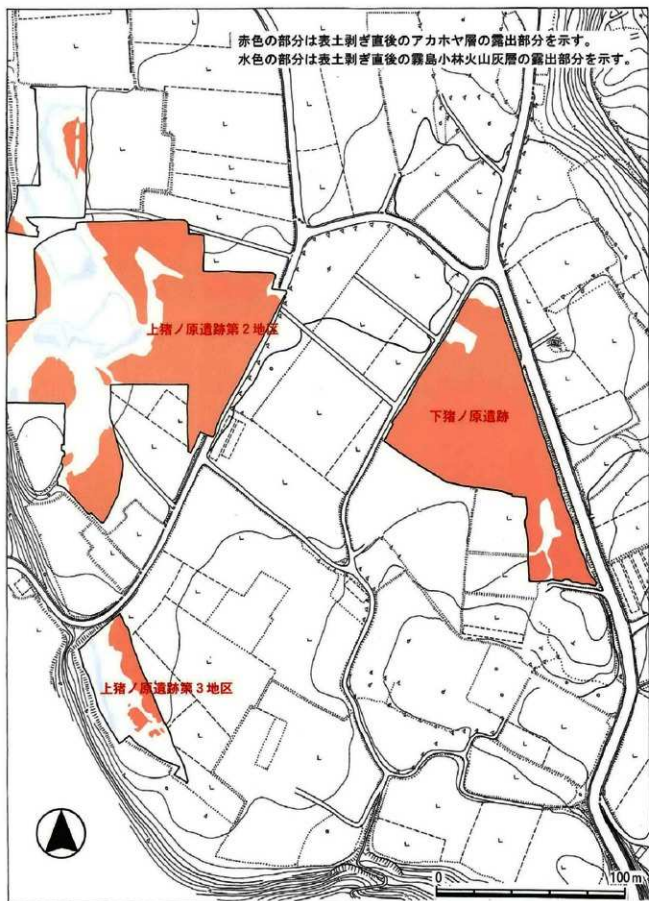 赤色の部分は表土剥ぎ直後のアカホヤ層の露出部分を示す。
水色の部分は表土剥ぎ直後の霧島小林火山灰層の露出部分を示す。
上猪ノ原遺跡第2地区
下猪ノ原遺跡
上猪ノ原遺跡第3地区
0 100m